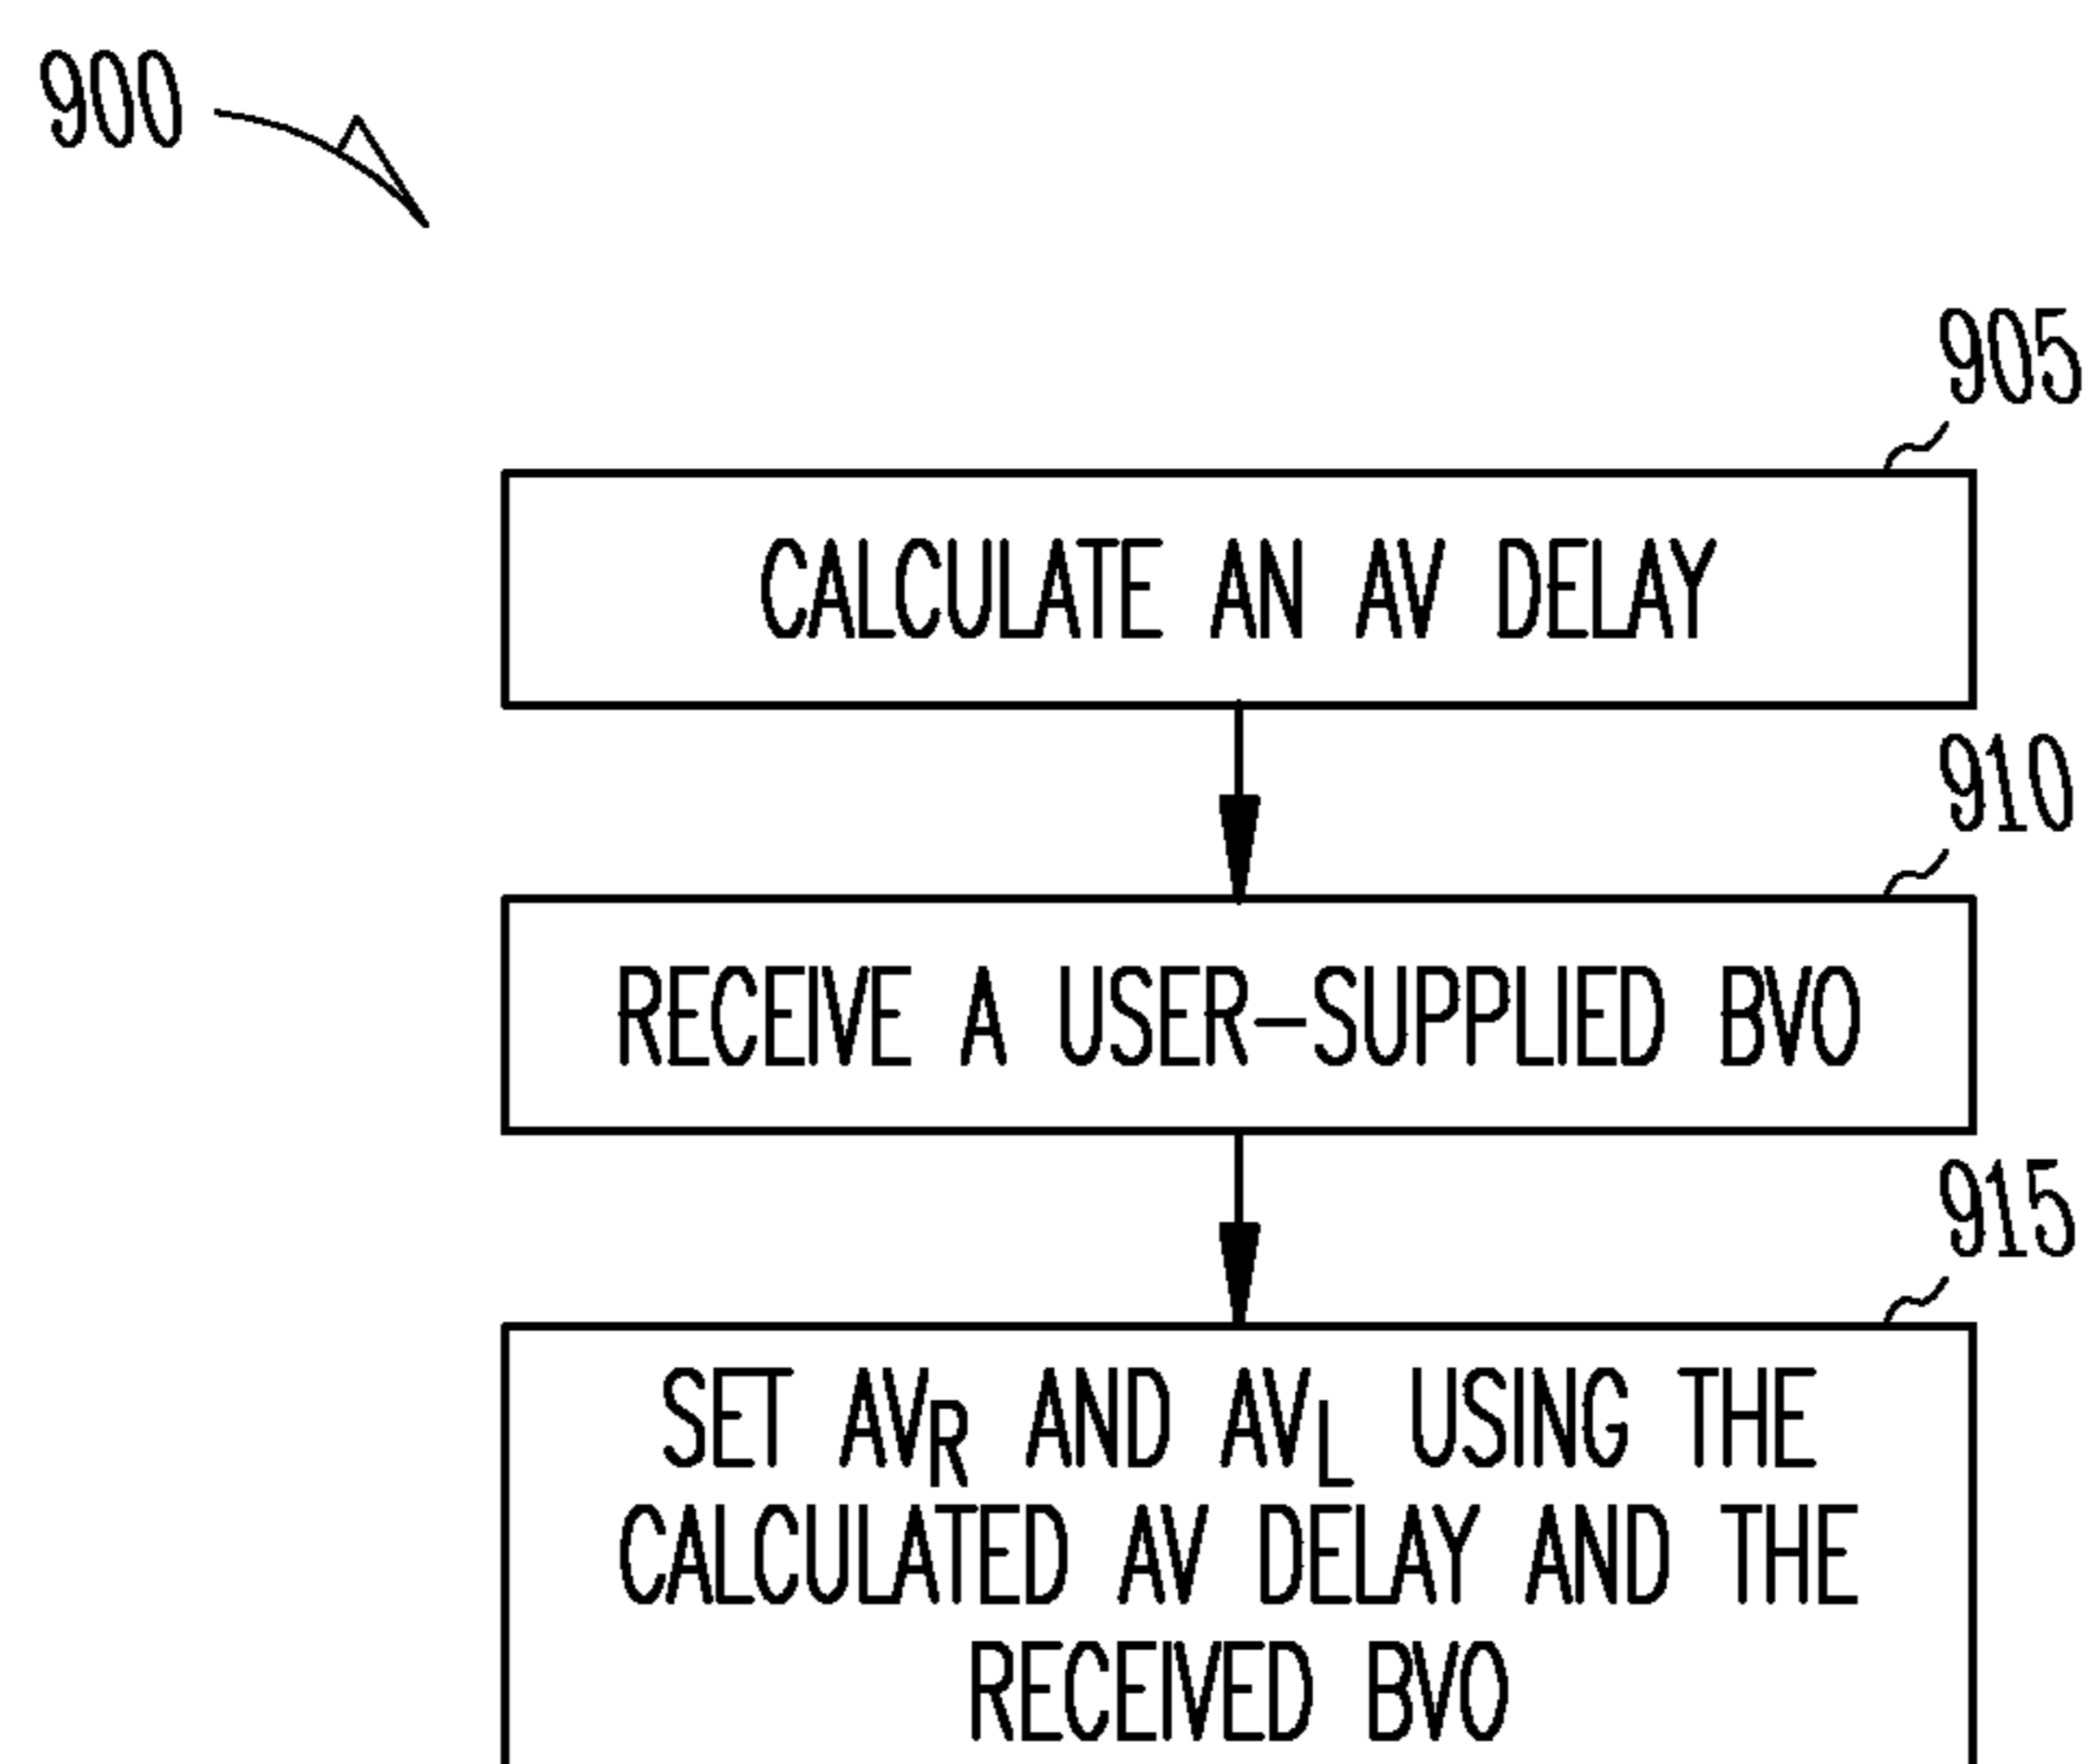 900
905
CALCULATE AN AV DELAY
910
RECEIVE A USER-SUPPLIED BVO
915
SET AVR AND AVL USING THE
CALCULATED AV DELAY AND THE
RECEIVED BVO